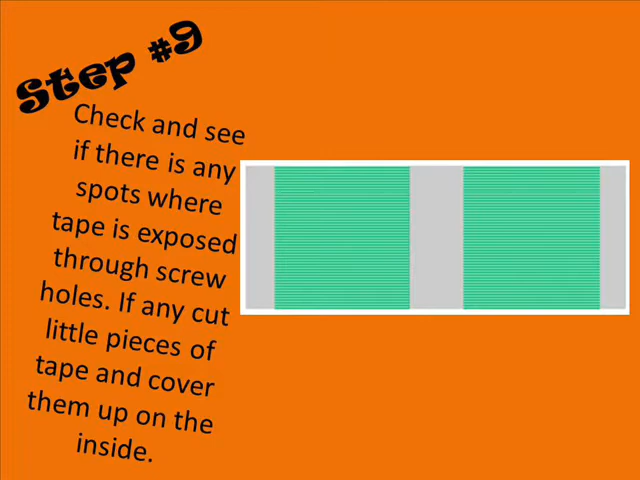 Step #9
Check and see
if there is any
spots where
tape is exposed
through screw
holes. If any cut
little pieces of
tape and cover
them up on the
inside.